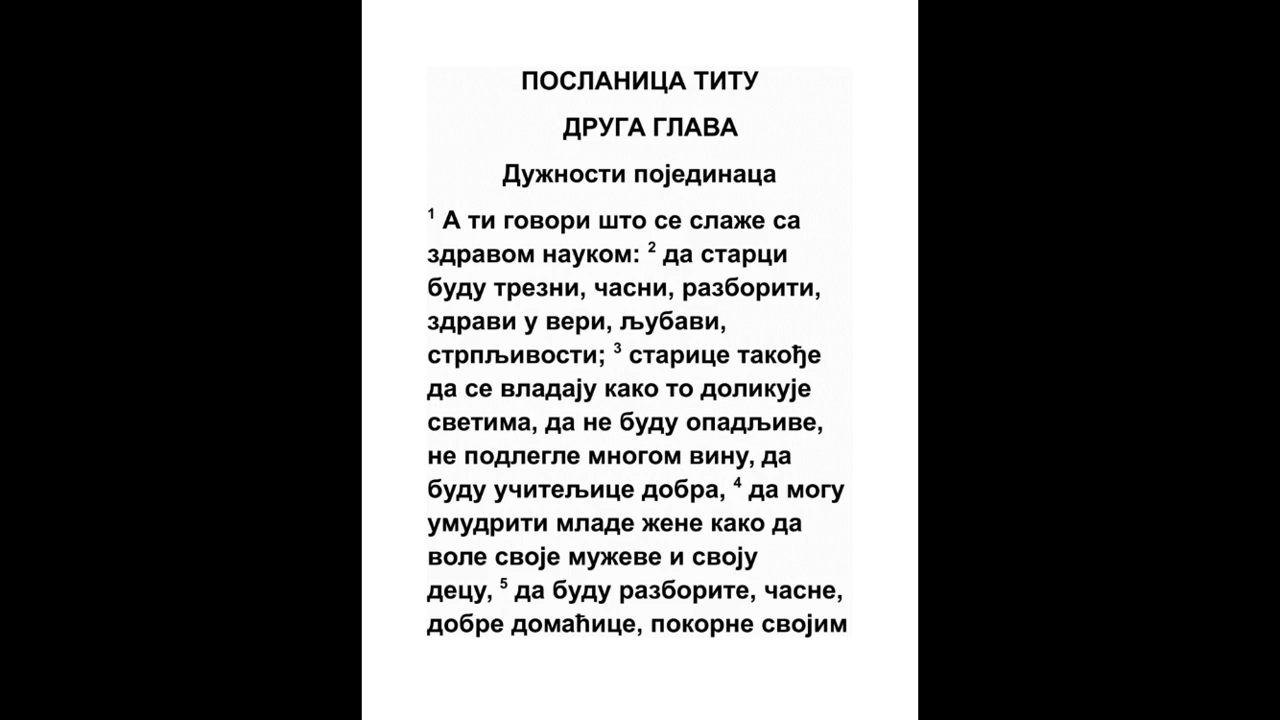 ПОСЛАНИЦА ТИТУ
ДРУГА ГЛАВА
Дужности појединаца
¹ А ти говори што се слаже са
здравом науком: ² да старци
буду трезни, часни, разборити,
здрави у вери, љубави,
стрпљивости; ³ старице такође
да се владају како то доликује
светима, да не буду опадљиве,
не подлегле многом вину, да
буду учитељице добра, ⁴ да могу
умудрити младе жене како да
воле своје мужеве и своју
децу, ⁵ да буду разборите, часне,
добре домаћице, покорне својим